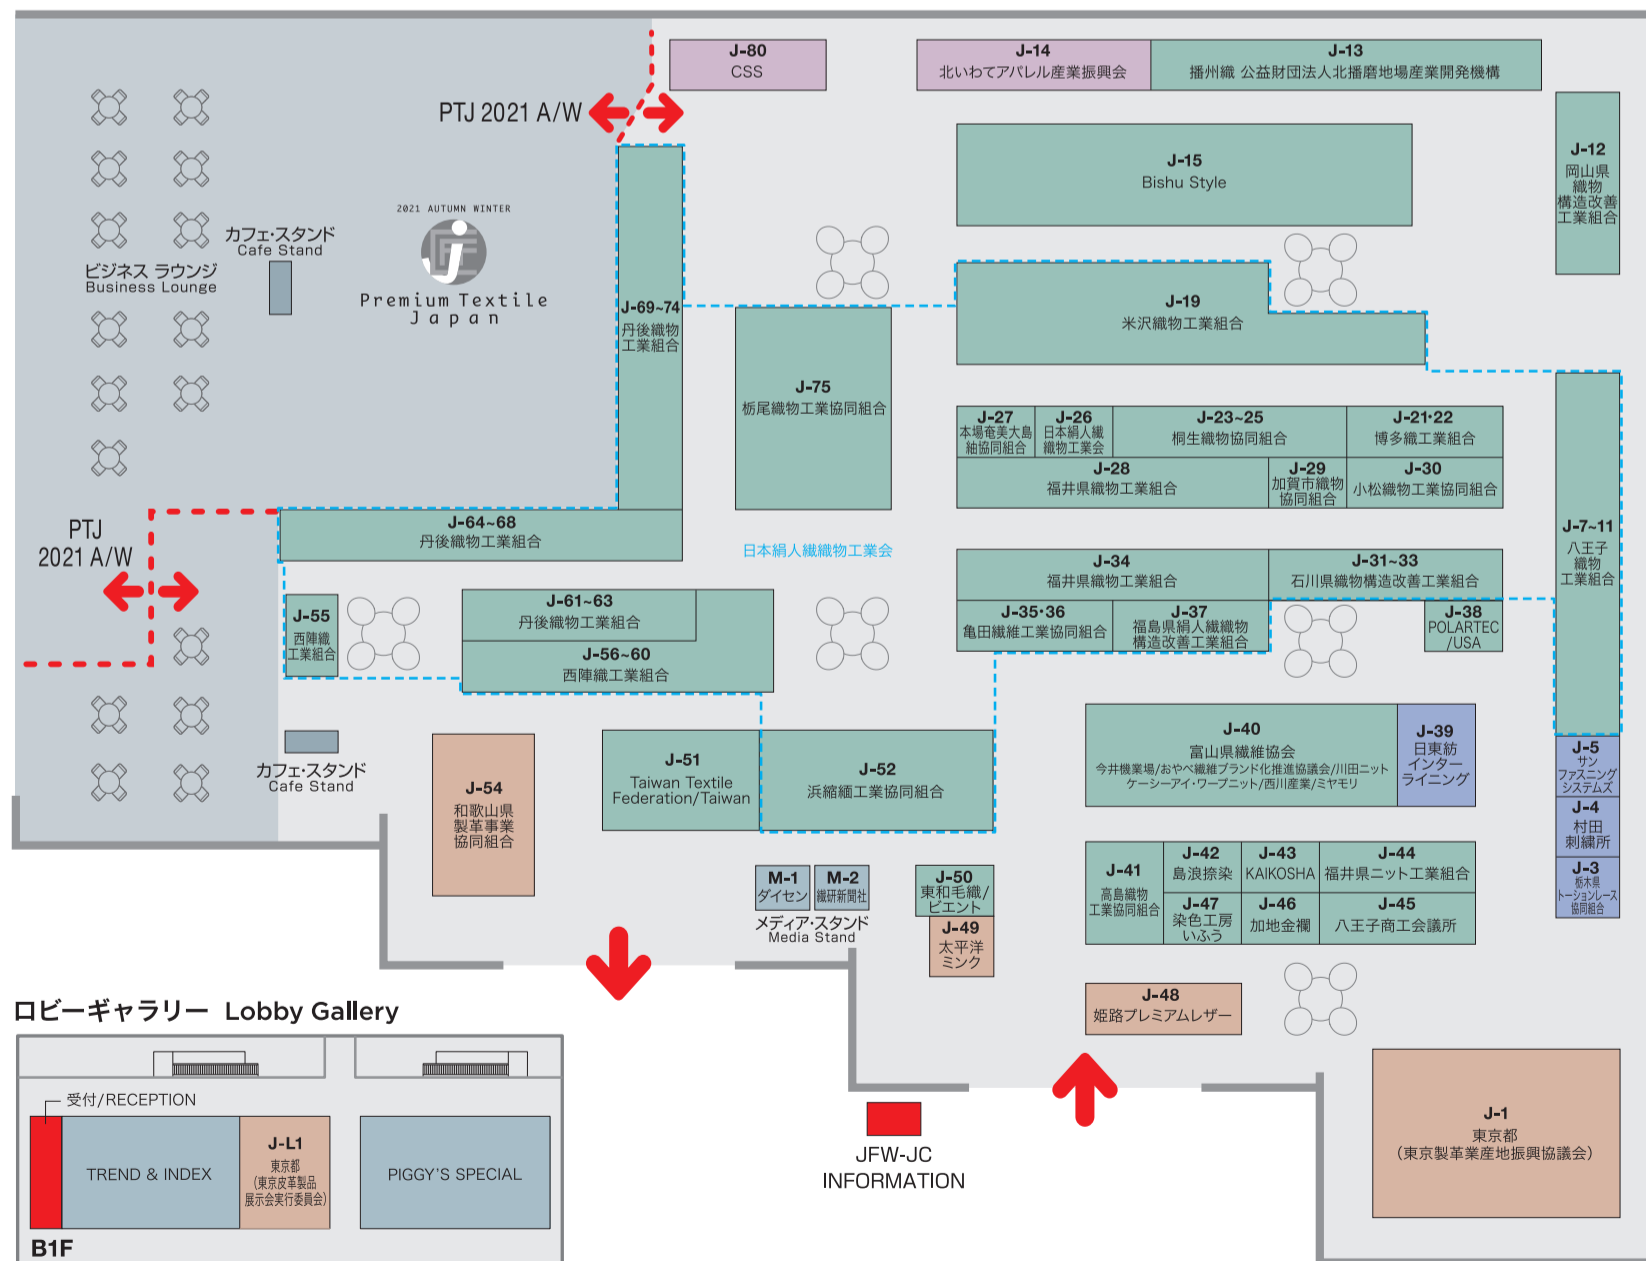 J-80
CSS
J-14
北いわてアパレル産業振興会
J-13
播州織 公益財団法人北播磨地場産業開発機構
PTJ 2021 A/W
J-15
Bishu Style
J-12
岡山県
織物
構造改善
工業組合
2021 AUTUMN WINTER
j
Premium Textile
Japan
カフェ・スタンド
Cafe Stand
ビジネス ラウンジ
Business Lounge
J-69~74
丹後織物
工業組合
J-19
米沢織物工業組合
J-75
栃尾織物工業協同組合
J-7~11
八王子
織物
工業組合
J-27
本場奄美大島
紬協同組合
J-26
日本絹人繊
織物工業会
J-23~25
桐生織物協同組合
J-21・22
博多織工業組合
J-28
福井県織物工業組合
J-29
加賀市織物
協同組合
J-30
小松織物工業協同組合
J-64~68
丹後織物工業組合
PTJ
2021 A/W
日本絹人繊織物工業会
J-34
福井県織物工業組合
J-31~33
石川県織物構造改善工業組合
J-55
西陣織
工業組合
J-61~63
丹後織物工業組合
J-56~60
西陣織工業組合
J-35・36
亀田繊維工業協同組合
J-37
福島県絹人繊織物
構造改善工業組合
J-38
POLARTEC
/USA
カフェ・スタンド
Cafe Stand
J-54
和歌山県
製革事業
協同組合
J-51
Taiwan Textile
Federation/Taiwan
J-52
浜縮緬工業協同組合
J-40
富山県繊維協会
今井機業場/おやべ繊維ブランド化推進協議会/川田ニット
ケーシーアイ・ワープニット/西川産業/ミヤモリ
J-39
日東紡
インター
ライニング
J-5
サン
ファスニング
システムズ
J-4
村田
刺繍所
J-3
栃木県
トーションレース
協同組合
M-1
ダイセン
M-2
繊研新聞社
メディア・スタンド
Media Stand
J-50
東和毛織/
ビエント
J-49
太平洋
ミンク
J-41
高島織物
工業協同組合
J-42
島浪捺染
J-43
KAIKOSHA
J-44
福井県ニット工業組合
J-47
染色工房
いふう
J-46
加地金襴
J-45
八王子商工会議所
J-48
姫路プレミアムレザー
J-1
東京都
(東京製革業産地振興協議会)
JFW-JC
INFORMATION
ロビーギャラリー Lobby Gallery
受付/RECEPTION
TREND & INDEX
J-L1
東京都
(東京皮革製品
展示会実行委員会)
PIGGY'S SPECIAL
B1F